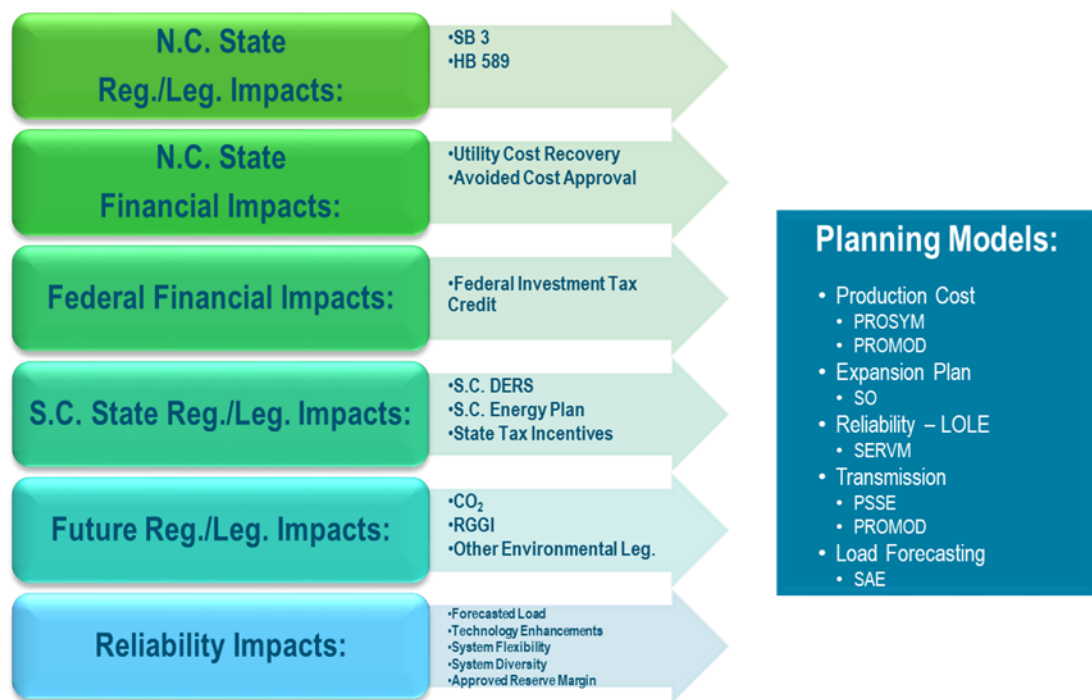 N.C. State
Reg./Leg. Impacts:
•SB 3
•HB 589
N.C. State
Financial Impacts:
•Utility Cost Recovery
•Avoided Cost Approval
Federal Financial Impacts:
•Federal Investment Tax
Credit
S.C. State Reg./Leg. Impacts:
•S.C. DERS
•S.C. Energy Plan
•State Tax Incentives
Future Reg./Leg. Impacts:
•CO₂
•RGGI
•Other Environmental Leg.
Reliability Impacts:
•Forecasted Load
•Technology Enhancements
•System Flexibility
•System Diversity
•Approved Reserve Margin
Planning Models:
• Production Cost
• PROSYM
• PROMOD
• Expansion Plan
• SO
• Reliability – LOLE
• SERVM
• Transmission
• PSSE
• PROMOD
• Load Forecasting
• SAE